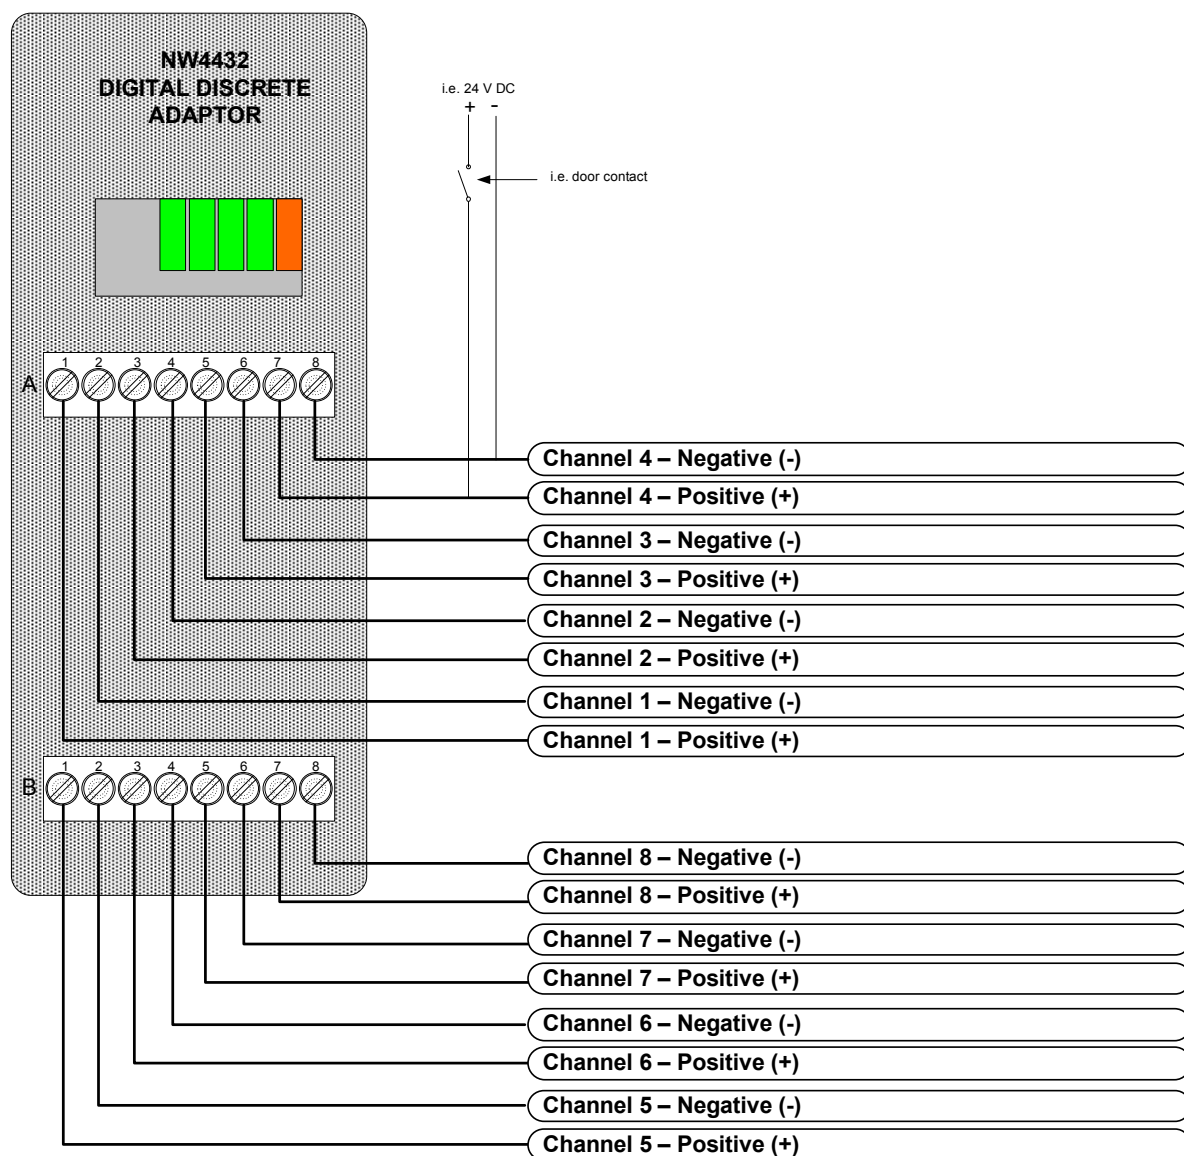 NW4432
DIGITAL DISCRETE
ADAPTOR
i.e. 24 V DC
+ -
i.e. door contact
1 2 3 4 5 6 7 8
A
Channel 4 – Negative (-)
Channel 4 – Positive (+)
Channel 3 – Negative (-)
Channel 3 – Positive (+)
Channel 2 – Negative (-)
Channel 2 – Positive (+)
Channel 1 – Negative (-)
Channel 1 – Positive (+)
1 2 3 4 5 6 7 8
B
Channel 8 – Negative (-)
Channel 8 – Positive (+)
Channel 7 – Negative (-)
Channel 7 – Positive (+)
Channel 6 – Negative (-)
Channel 6 – Positive (+)
Channel 5 – Negative (-)
Channel 5 – Positive (+)